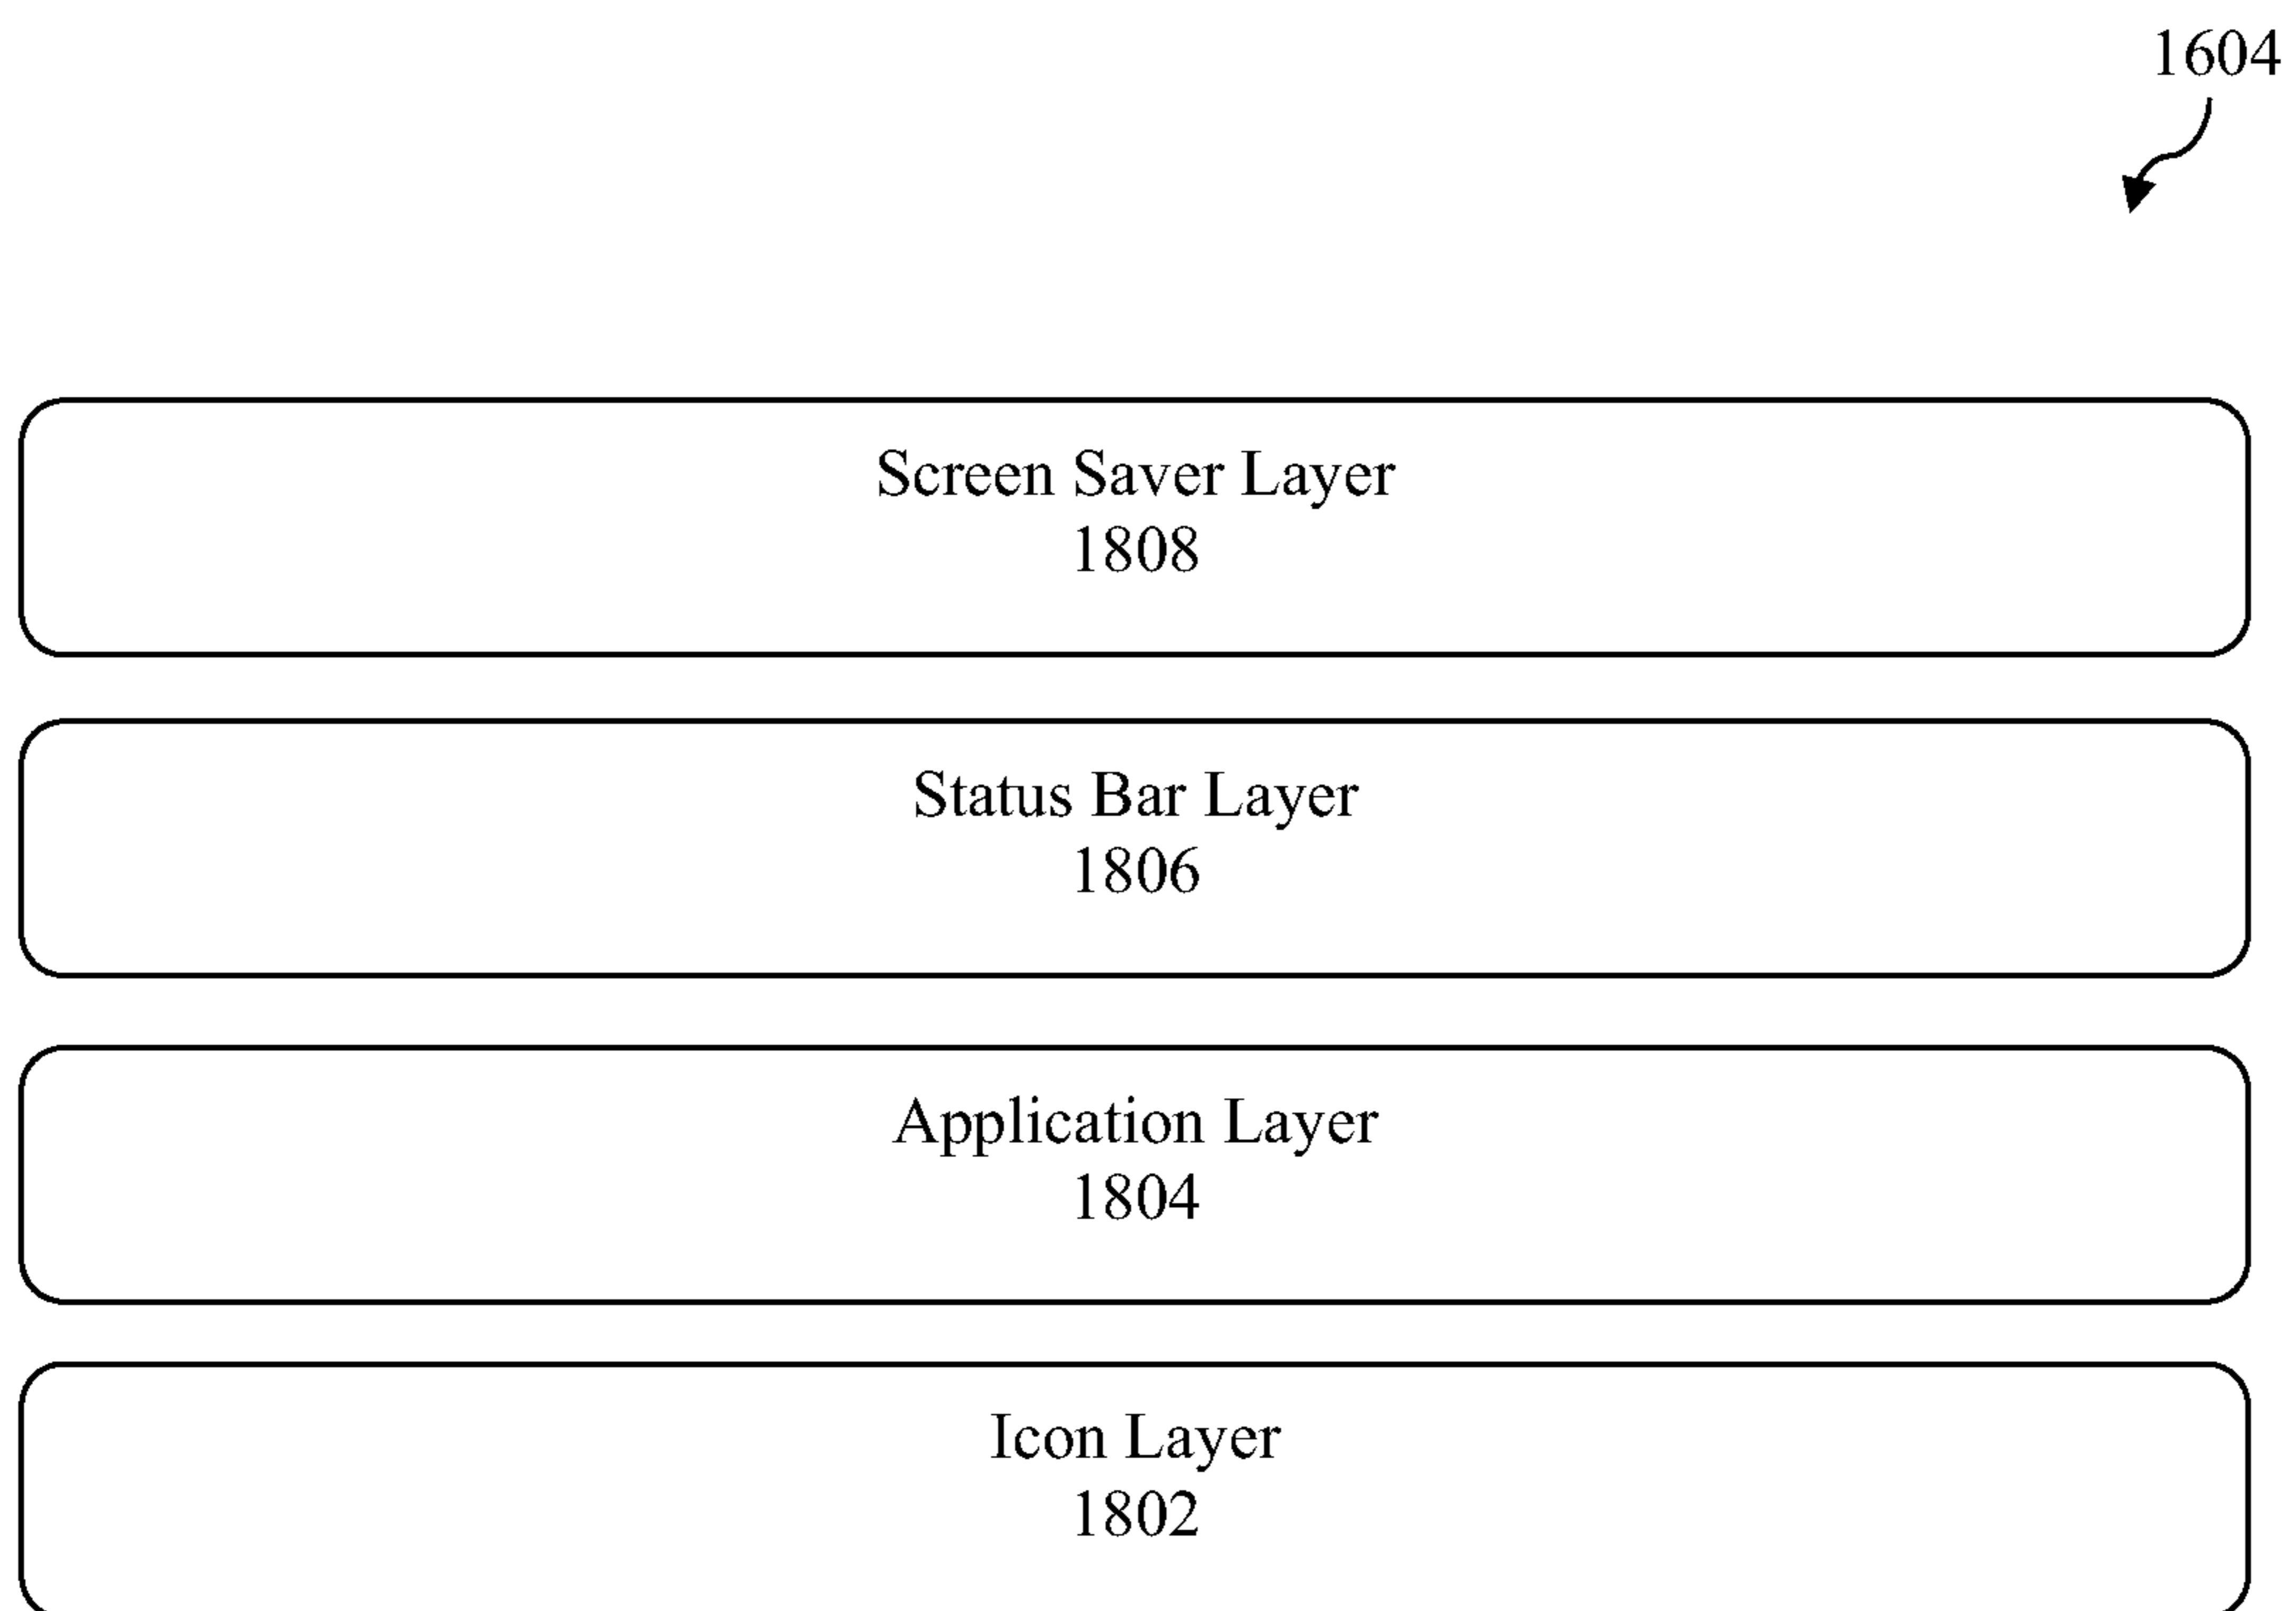 1604
Screen Saver Layer
1808
Status Bar Layer
1806
Application Layer
1804
Icon Layer
1802